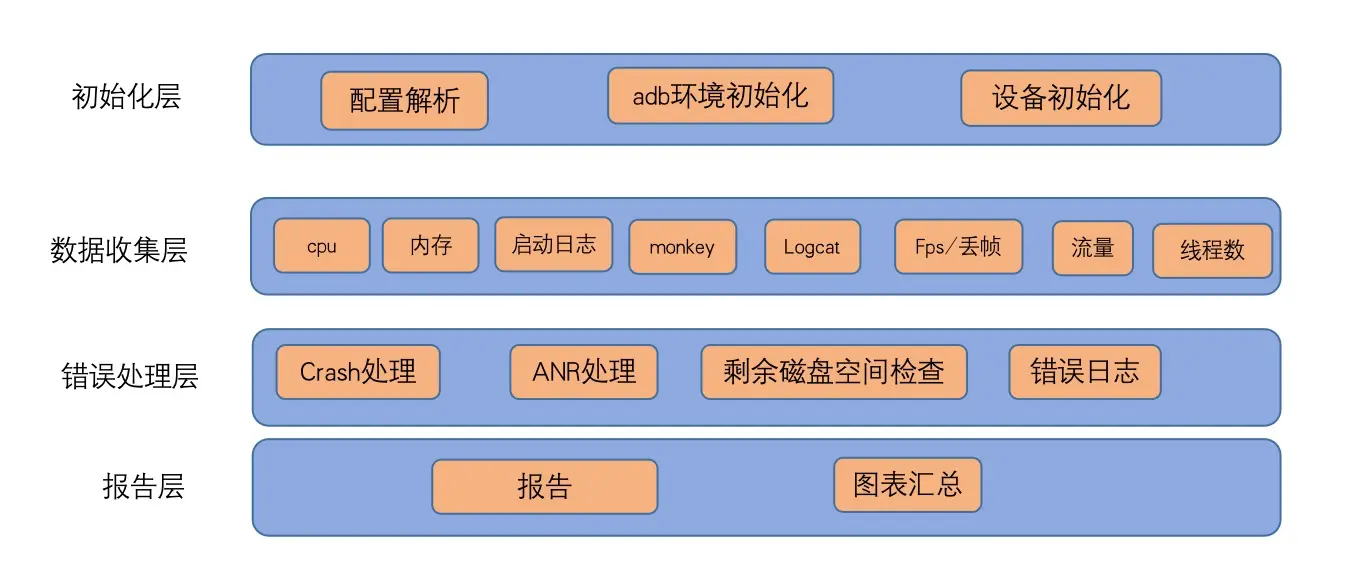 初始化层
配置解析
adb环境初始化
设备初始化
数据收集层
cpu
内存
启动日志
monkey
Logcat
Fps/丢帧
流量
线程数
错误处理层
Crash处理
ANR处理
剩余磁盘空间检查
错误日志
报告层
报告
图表汇总